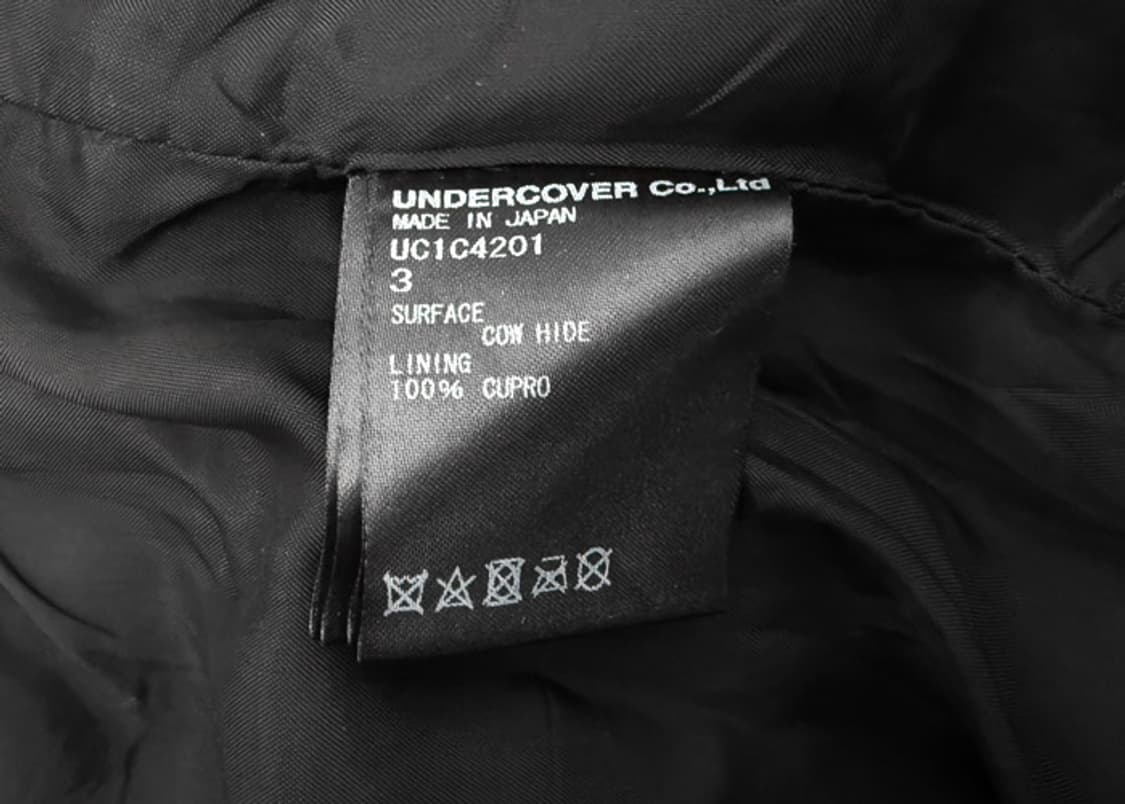 UNDERCOVER Co.,Ltd
MADE IN JAPAN
UC1C4201
3
SURFACE
COW HIDE
LINING
100% CUPRO